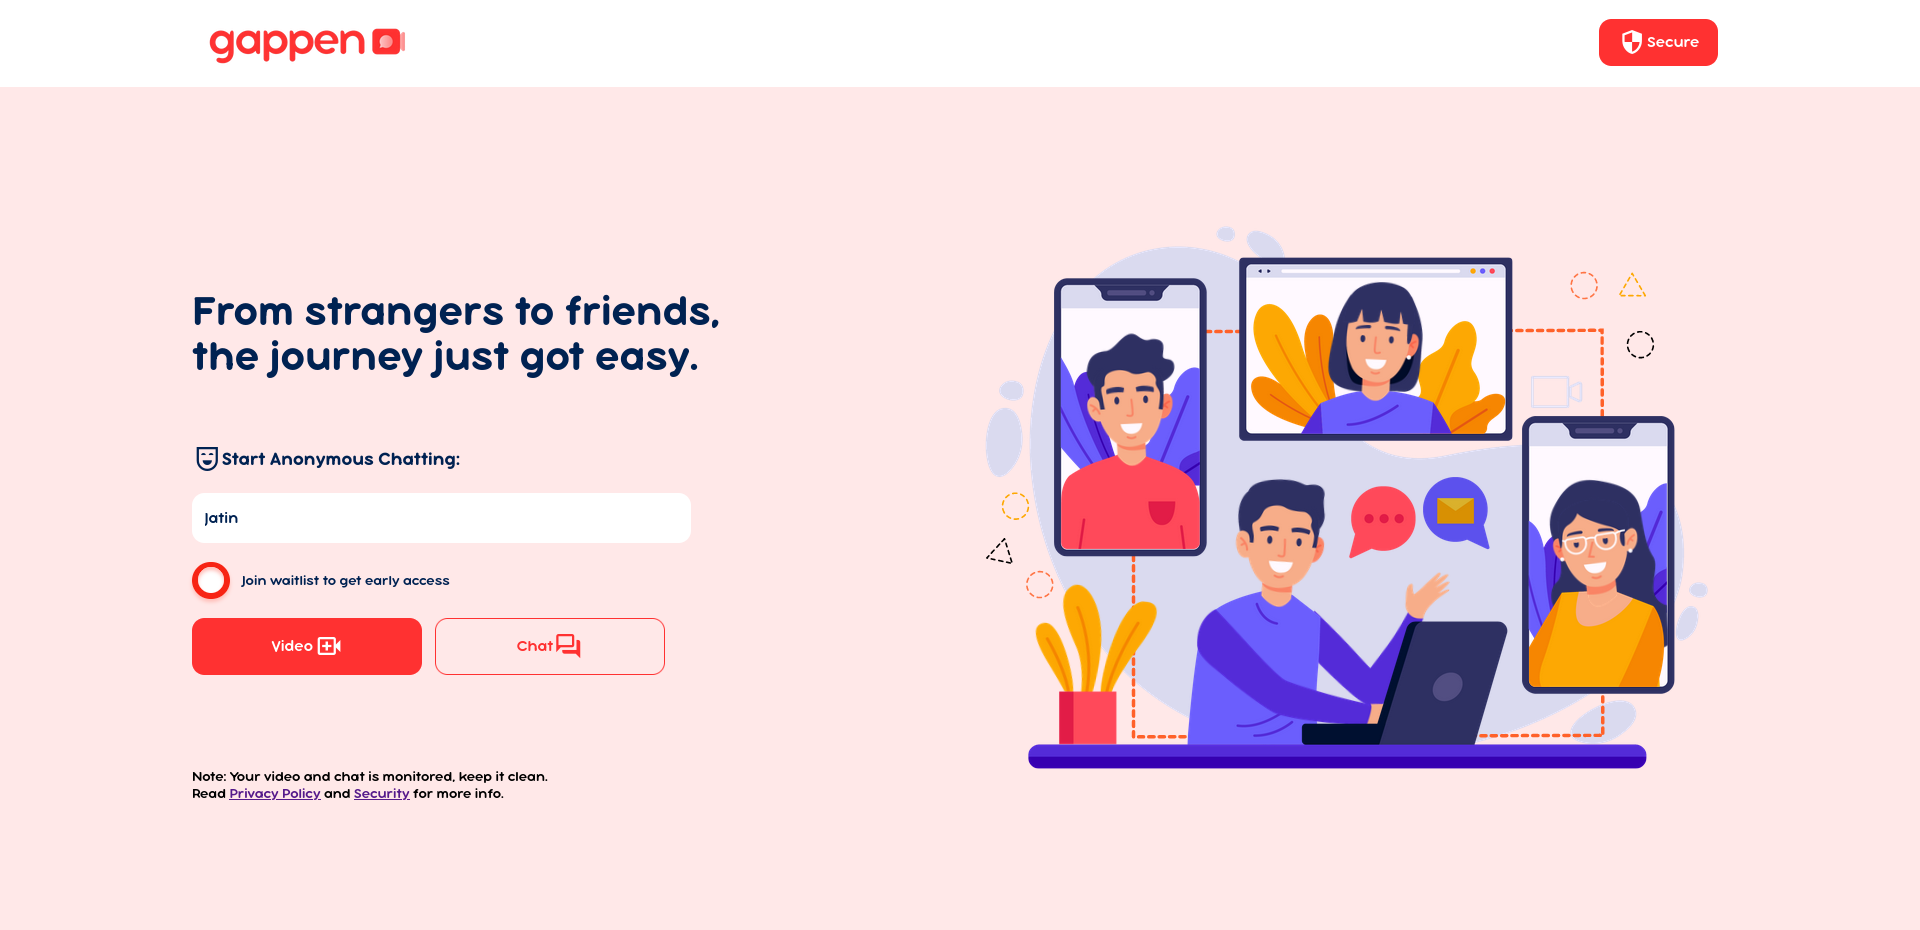 gappen
Secure
From strangers to friends,
the journey just got easy.
Start Anonymous Chatting:
Jatin
Join waitlist to get early access
Video
Chat
Note: Your video and chat is monitored, keep it clean.
Read Privacy Policy and Security for more info.